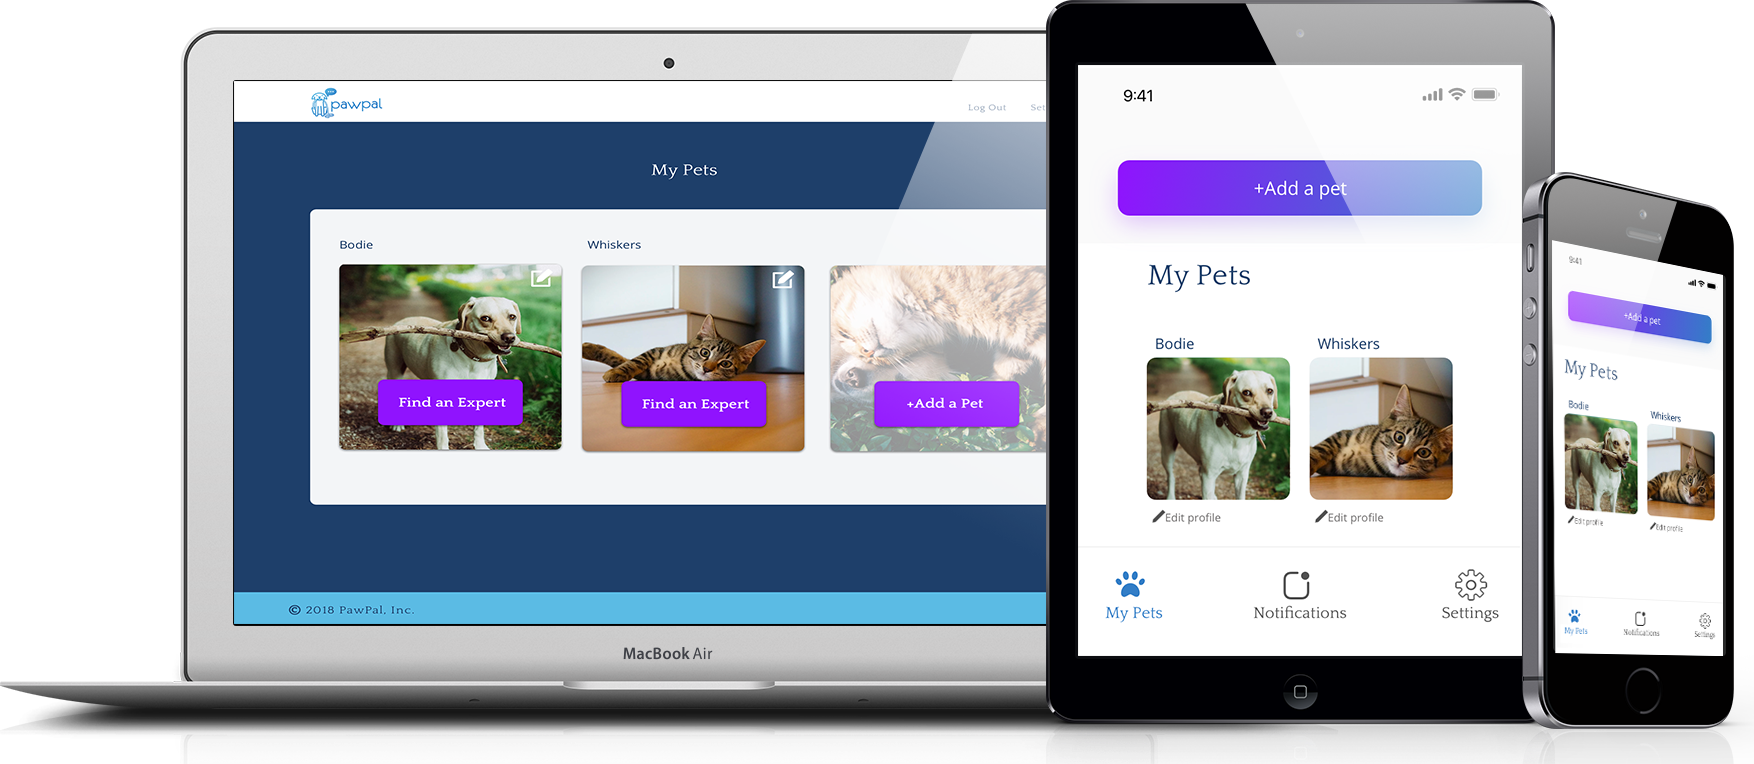 pawpal
Log Out
Set
My Pets
Bodie
Whiskers
Find an Expert
Find an Expert
+Add a Pet
© 2018 PawPal, Inc.
MacBook Air
9:41
+Add a pet
My Pets
Bodie
Whiskers
Edit profile
Edit profile
My Pets
Notifications
Settings
9:41
+Add a pet
My Pets
Bodie
Whiskers
Edit profile
Edit profile
My Pets
Notifications
Settings